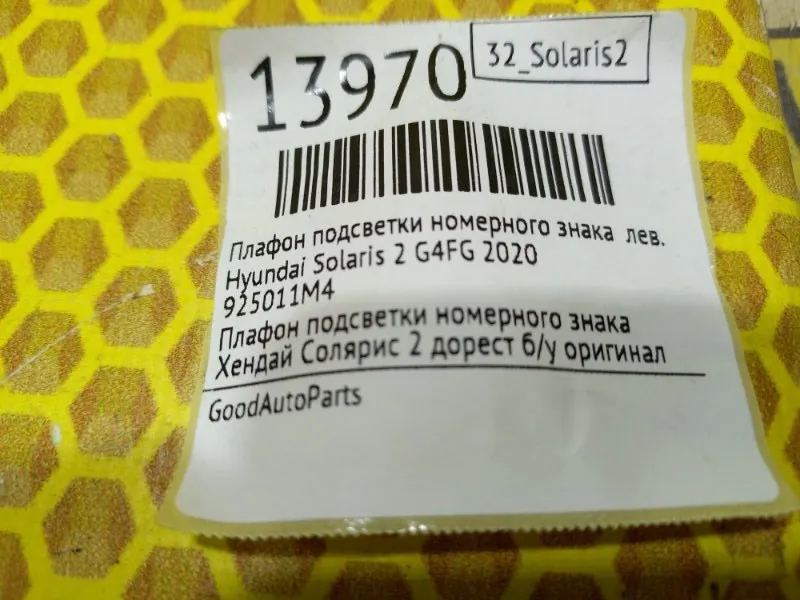 13970
32_Solaris2
Плафон подсветки номерного знака лев.
Hyundai Solaris 2 G4FG 2020
925011M4
Плафон подсветки номерного знака
Хендай Солярис 2 дорест б/у оригинал
GoodAutoParts